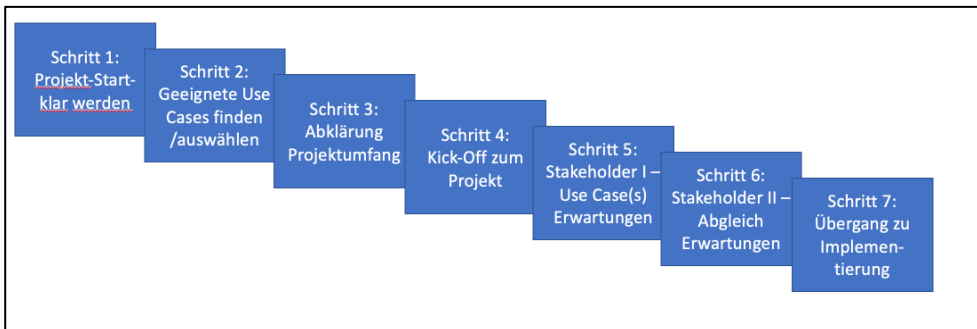 Schritt 1:
Projekt-Start-
klar werden
Schritt 2:
Geeignete Use
Cases finden
/auswählen
Schritt 3:
Abklärung
Projektumfang
Schritt 4:
Kick-Off zum
Projekt
Schritt 5:
Stakeholder I –
Use Case(s)
Erwartungen
Schritt 6:
Stakeholder II –
Abgleich
Erwartungen
Schritt 7:
Übergang zu
Implemen-
tierung